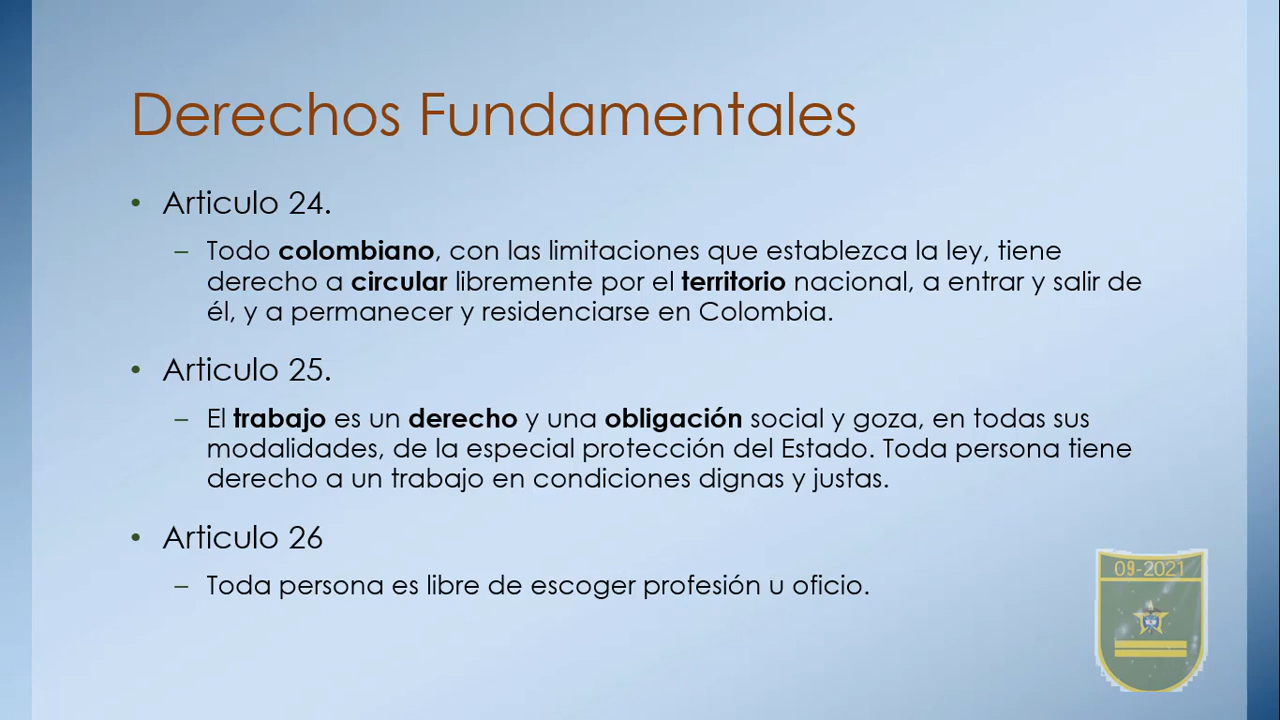 Derechos Fundamentales
• Articulo 24.
– Todo colombiano, con las limitaciones que establezca la ley, tiene
derecho a circular libremente por el territorio nacional, a entrar y salir de
él, y a permanecer y residenciarse en Colombia.
• Articulo 25.
– El trabajo es un derecho y una obligación social y goza, en todas sus
modalidades, de la especial protección del Estado. Toda persona tiene
derecho a un trabajo en condiciones dignas y justas.
• Articulo 26
– Toda persona es libre de escoger profesión u oficio.
09-2021